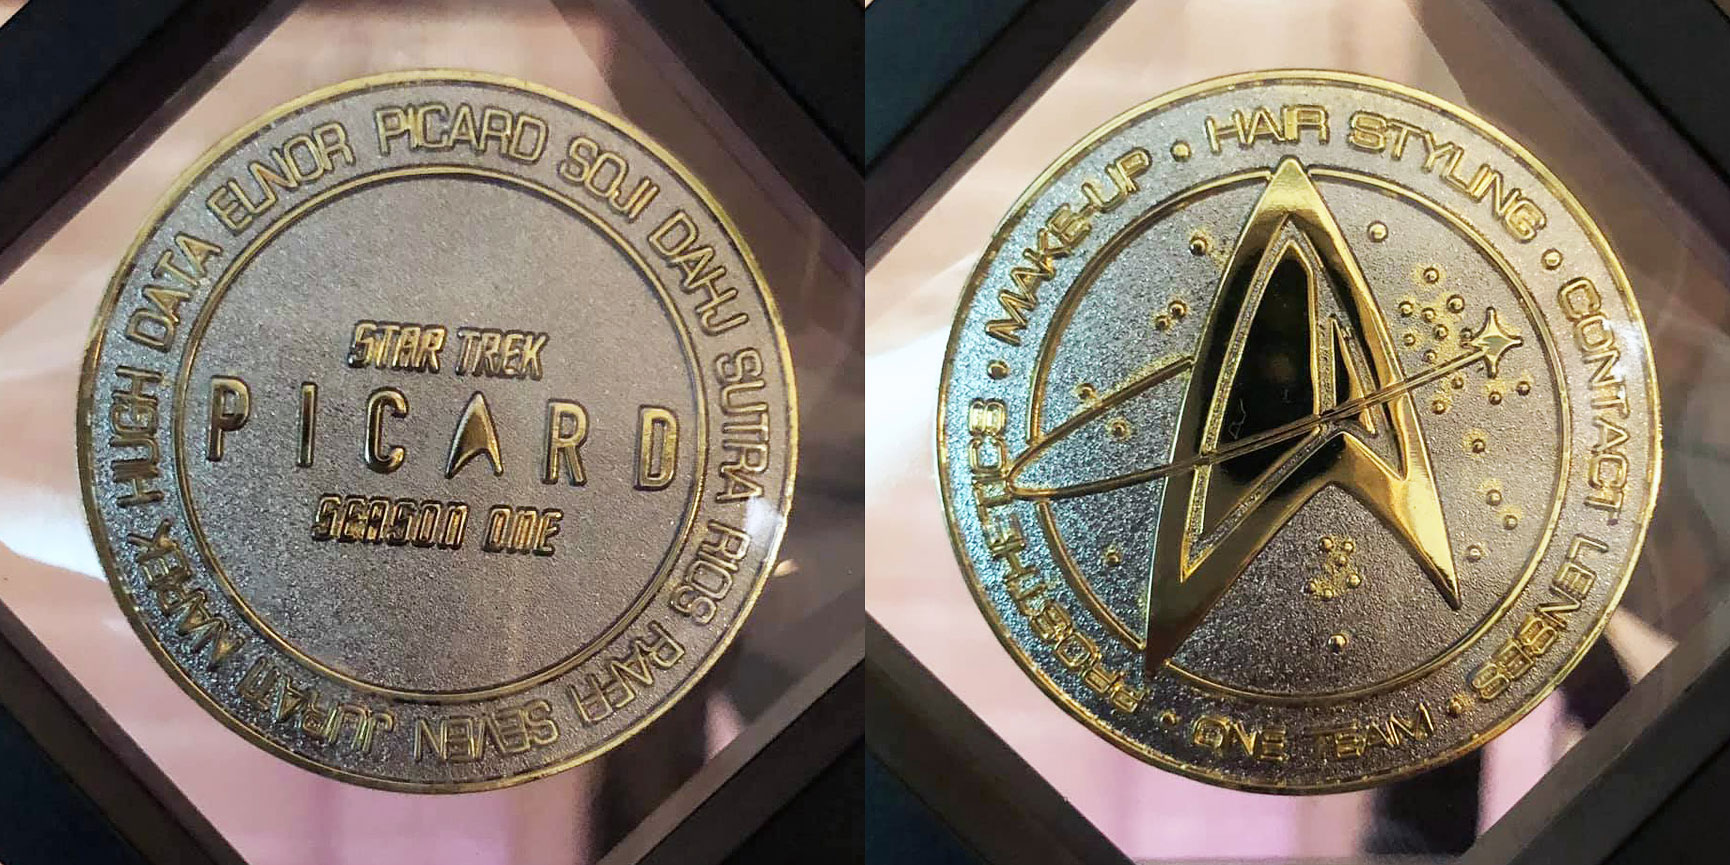 PICARD SOJI DAHJ SUTRA RIOS RAFFI SEVEN JURATI NAREK HUGH DATA ELNOR
STAR TREK
PICARD
SEASON ONE
HAIR STYLING • CONTACT LENSES • ONE TEAM • PROSTHETICS • MAKE-UP •